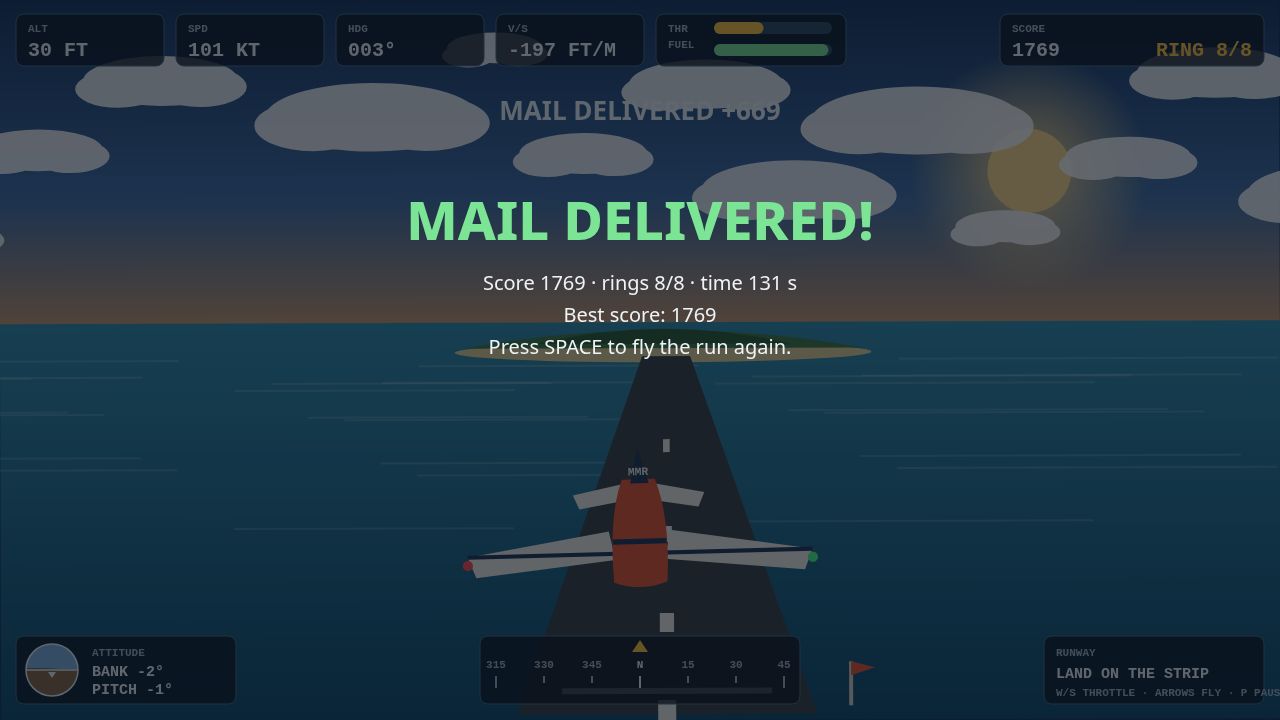 ALT
30 FT
SPD
101 KT
HDG
003°
V/S
-197 FT/M
THR
FUEL
SCORE
1769
RING 8/8
MAIL DELIVERED +669
MAIL DELIVERED!
Score 1769 · rings 8/8 · time 131 s
Best score: 1769
Press SPACE to fly the run again.
MMR
ATTITUDE
BANK -2°
PITCH -1°
315 330 345 N 15 30 45
RUNWAY
LAND ON THE STRIP
W/S THROTTLE · ARROWS FLY · P PAUS